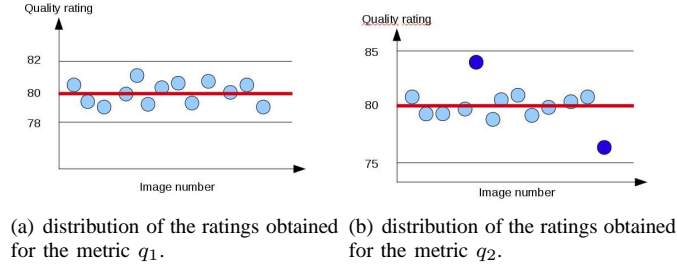 Quality rating
82
80
78
Image number
Quality rating
85
80
75
Image number
(a) distribution of the ratings obtained
for the metric q1.
(b) distribution of the ratings obtained
for the metric q2.